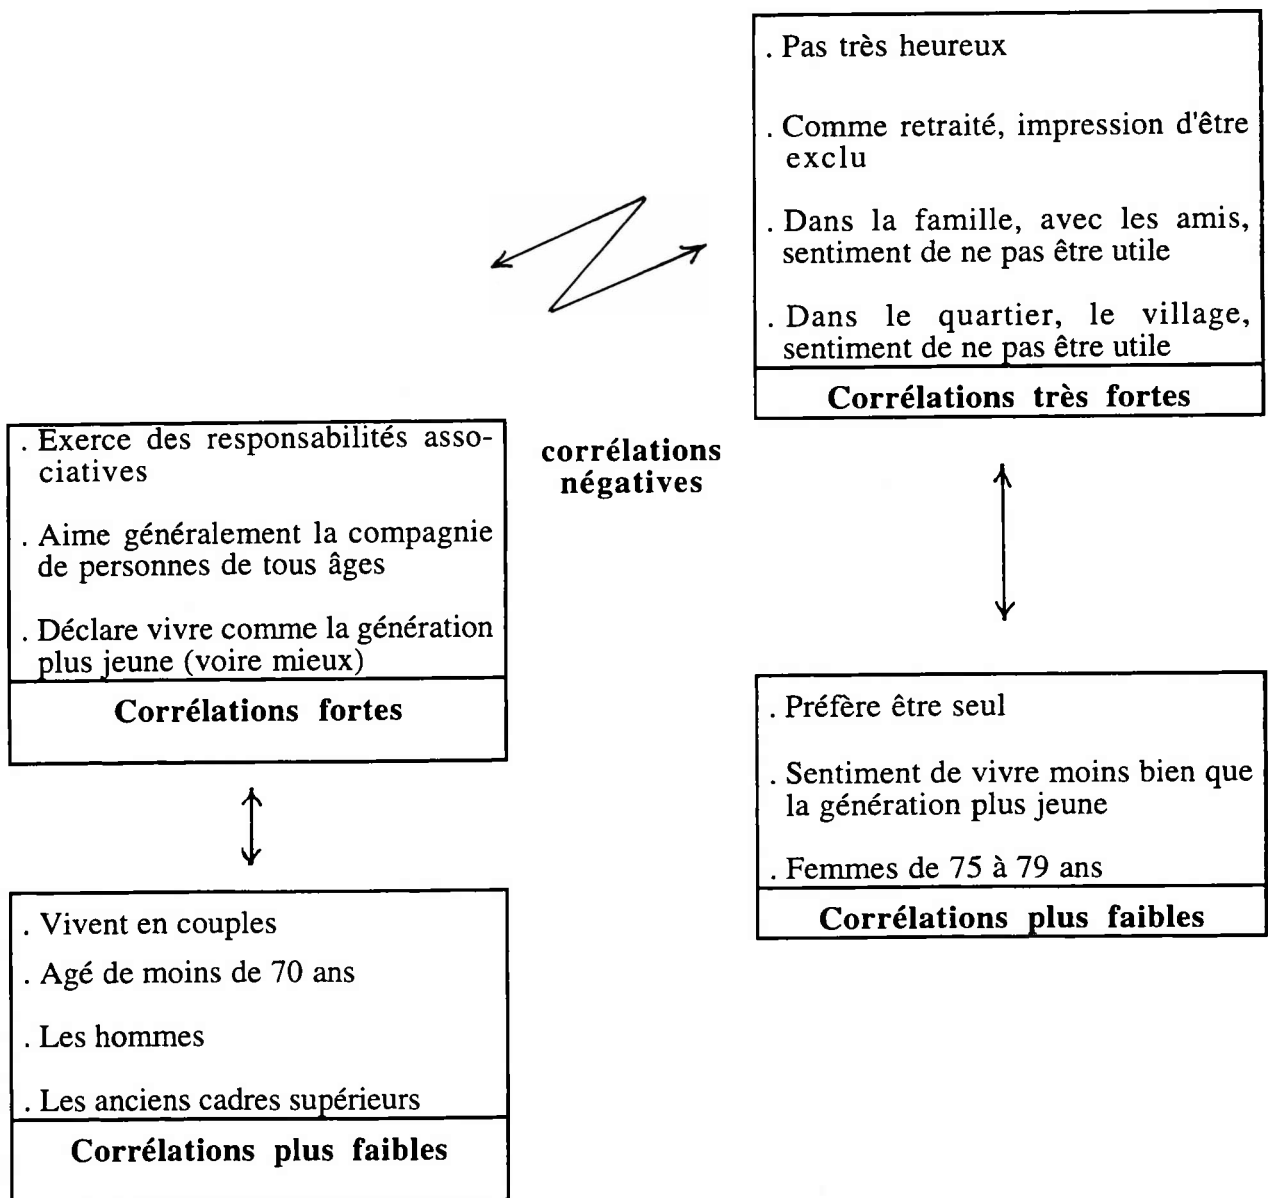 . Pas très heureux
. Comme retraité, impression d'être
exclu
. Dans la famille, avec les amis,
sentiment de ne pas être utile
. Dans le quartier, le village,
sentiment de ne pas être utile
Corrélations très fortes
. Exerce des responsabilités asso-
ciatives
. Aime généralement la compagnie
de personnes de tous âges
. Déclare vivre comme la génération
plus jeune (voire mieux)
Corrélations fortes
corrélations
négatives
. Préfère être seul
. Sentiment de vivre moins bien que
la génération plus jeune
. Femmes de 75 à 79 ans
Corrélations plus faibles
. Vivent en couples
. Agé de moins de 70 ans
. Les hommes
. Les anciens cadres supérieurs
Corrélations plus faibles